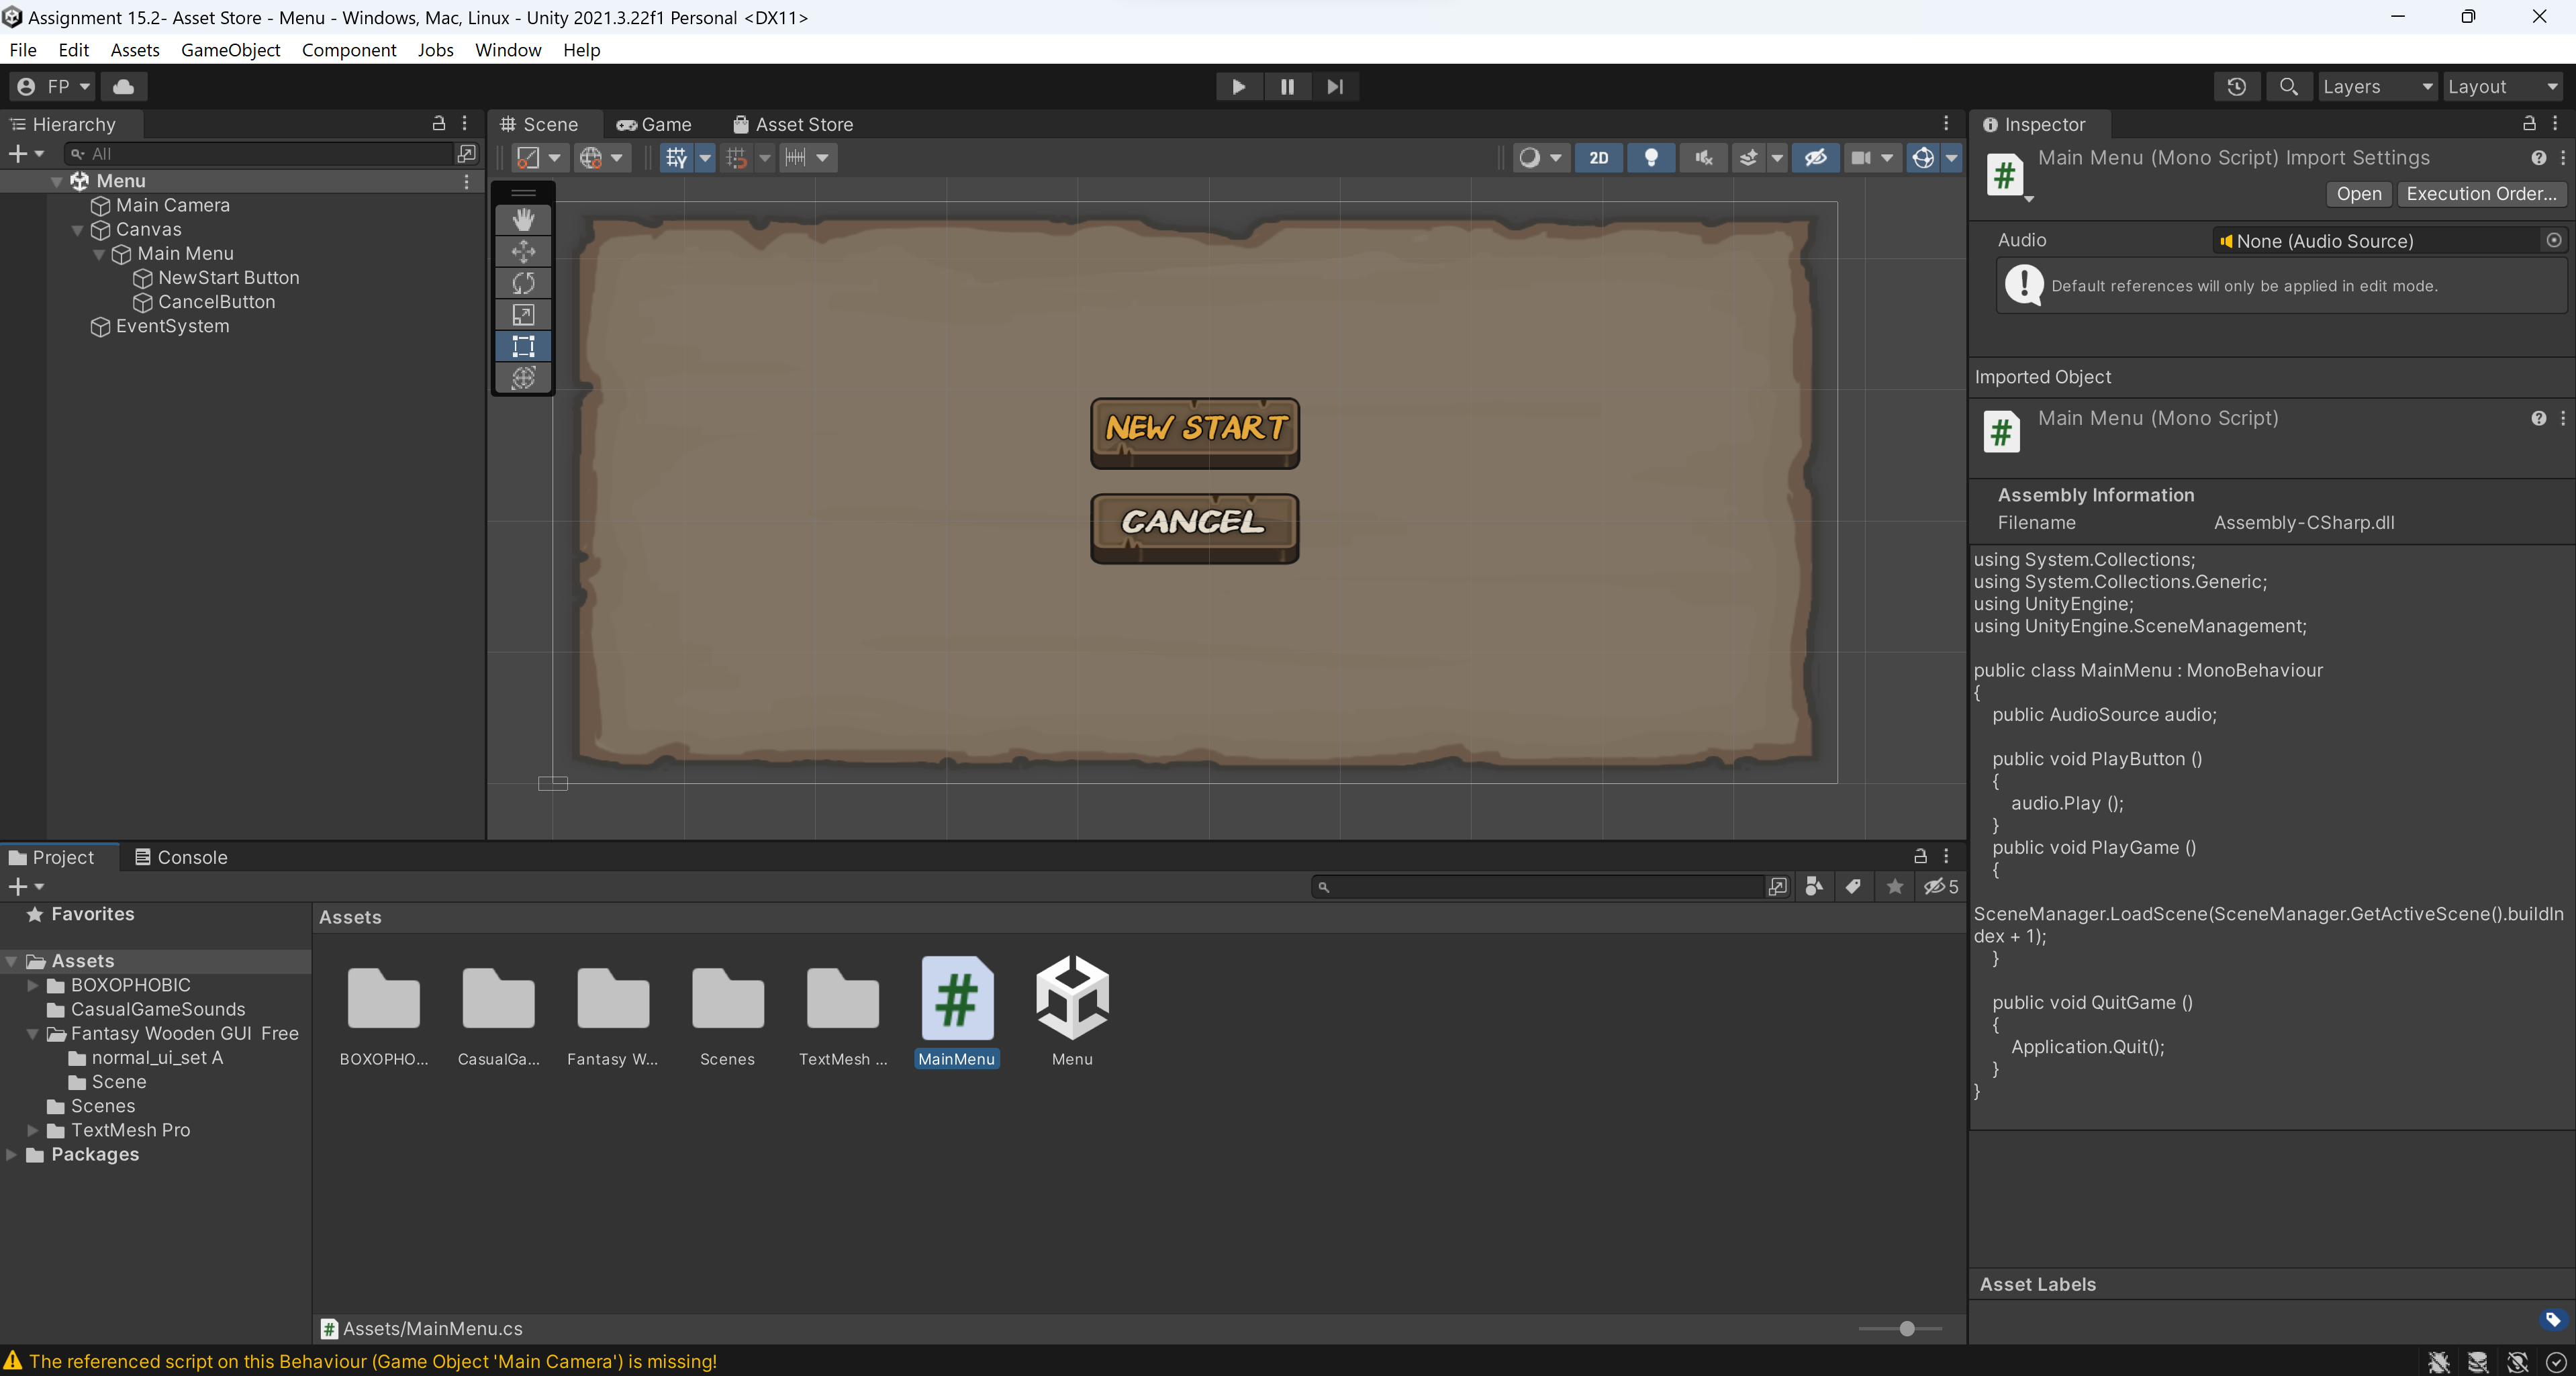 Assignment 15.2- Asset Store - Menu - Windows, Mac, Linux - Unity 2021.3.22f1 Personal <DX11>
File Edit Assets GameObject Component Jobs Window Help
FP Layers Layout
Hierarchy
All
Menu
Main Camera
Canvas
Main Menu
NewStart Button
CancelButton
EventSystem
Scene Game Asset Store
2D
NEW START
CANCEL
Inspector
Main Menu (Mono Script) Import Settings
Open Execution Order...
Audio None (Audio Source)
Default references will only be applied in edit mode.
Imported Object
Main Menu (Mono Script)
Assembly Information
Filename Assembly-CSharp.dll
using System.Collections;
using System.Collections.Generic;
using UnityEngine;
using UnityEngine.SceneManagement;
public class MainMenu : MonoBehaviour
{
public AudioSource audio;
public void PlayButton ()
{
audio.Play ();
}
public void PlayGame ()
{
SceneManager.LoadScene(SceneManager.GetActiveScene().buildIn
dex + 1);
}
public void QuitGame ()
{
Application.Quit();
}
}
Asset Labels
Project Console
5
Favorites
Assets
BOXOPHOBIC
CasualGameSounds
Fantasy Wooden GUI Free
normal_ui_set A
Scene
Scenes
TextMesh Pro
Packages
Assets
BOXOPHO... CasualGa... Fantasy W... Scenes TextMesh ... MainMenu Menu
Assets/MainMenu.cs
The referenced script on this Behaviour (Game Object 'Main Camera') is missing!